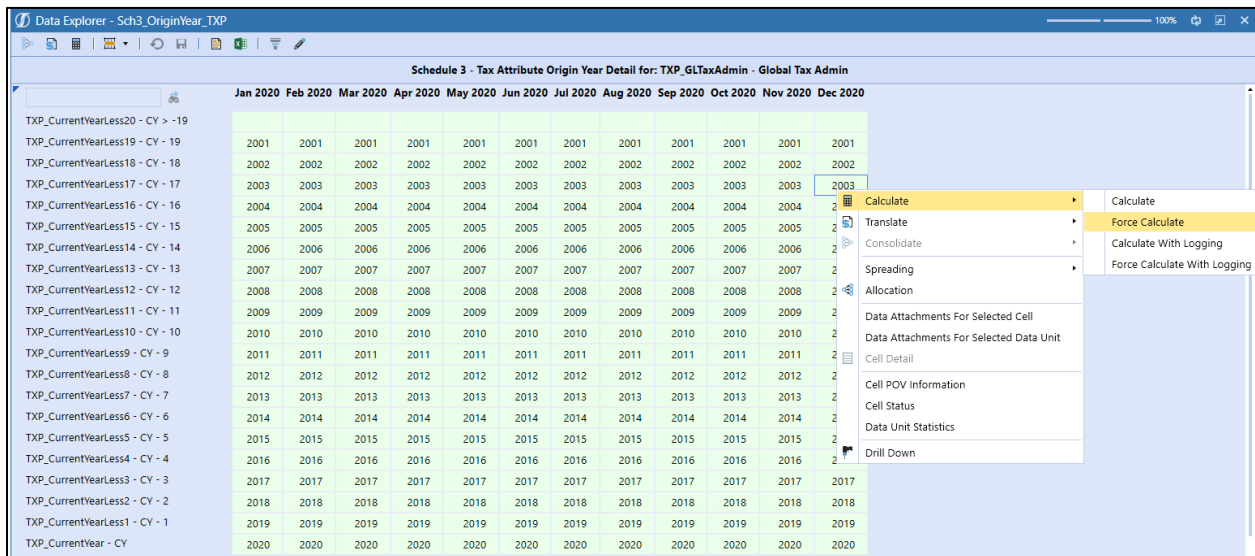 Data Explorer - Sch3_OriginYear_TXP 100%
Schedule 3 - Tax Attribute Origin Year Detail for: TXP_GLTaxAdmin - Global Tax Admin
Jan 2020 Feb 2020 Mar 2020 Apr 2020 May 2020 Jun 2020 Jul 2020 Aug 2020 Sep 2020 Oct 2020 Nov 2020 Dec 2020
TXP_CurrentYearLess20 - CY > -19
TXP_CurrentYearLess19 - CY - 19 2001 2001 2001 2001 2001 2001 2001 2001 2001 2001 2001 2001
TXP_CurrentYearLess18 - CY - 18 2002 2002 2002 2002 2002 2002 2002 2002 2002 2002 2002 2002
TXP_CurrentYearLess17 - CY - 17 2003 2003 2003 2003 2003 2003 2003 2003 2003 2003 2003 2003
TXP_CurrentYearLess16 - CY - 16 2004 2004 2004 2004 2004 2004 2004 2004 2004 2004 2004 2 Calculate Calculate
TXP_CurrentYearLess15 - CY - 15 2005 2005 2005 2005 2005 2005 2005 2005 2005 2005 2005 2 Translate Force Calculate
TXP_CurrentYearLess14 - CY - 14 2006 2006 2006 2006 2006 2006 2006 2006 2006 2006 2006 2 Consolidate Calculate With Logging
TXP_CurrentYearLess13 - CY - 13 2007 2007 2007 2007 2007 2007 2007 2007 2007 2007 2007 2 Spreading Force Calculate With Logging
TXP_CurrentYearLess12 - CY - 12 2008 2008 2008 2008 2008 2008 2008 2008 2008 2008 2008 2 Allocation
TXP_CurrentYearLess11 - CY - 11 2009 2009 2009 2009 2009 2009 2009 2009 2009 2009 2009 2 Data Attachments For Selected Cell
TXP_CurrentYearLess10 - CY - 10 2010 2010 2010 2010 2010 2010 2010 2010 2010 2010 2010 2 Data Attachments For Selected Data Unit
TXP_CurrentYearLess9 - CY - 9 2011 2011 2011 2011 2011 2011 2011 2011 2011 2011 2011 2 Cell Detail
TXP_CurrentYearLess8 - CY - 8 2012 2012 2012 2012 2012 2012 2012 2012 2012 2012 2012 2 Cell POV Information
TXP_CurrentYearLess7 - CY - 7 2013 2013 2013 2013 2013 2013 2013 2013 2013 2013 2013 2 Cell Status
TXP_CurrentYearLess6 - CY - 6 2014 2014 2014 2014 2014 2014 2014 2014 2014 2014 2014 2 Data Unit Statistics
TXP_CurrentYearLess5 - CY - 5 2015 2015 2015 2015 2015 2015 2015 2015 2015 2015 2015 2
TXP_CurrentYearLess4 - CY - 4 2016 2016 2016 2016 2016 2016 2016 2016 2016 2016 2016 2 Drill Down
TXP_CurrentYearLess3 - CY - 3 2017 2017 2017 2017 2017 2017 2017 2017 2017 2017 2017 2017
TXP_CurrentYearLess2 - CY - 2 2018 2018 2018 2018 2018 2018 2018 2018 2018 2018 2018 2018
TXP_CurrentYearLess1 - CY - 1 2019 2019 2019 2019 2019 2019 2019 2019 2019 2019 2019 2019
TXP_CurrentYear - CY 2020 2020 2020 2020 2020 2020 2020 2020 2020 2020 2020 2020